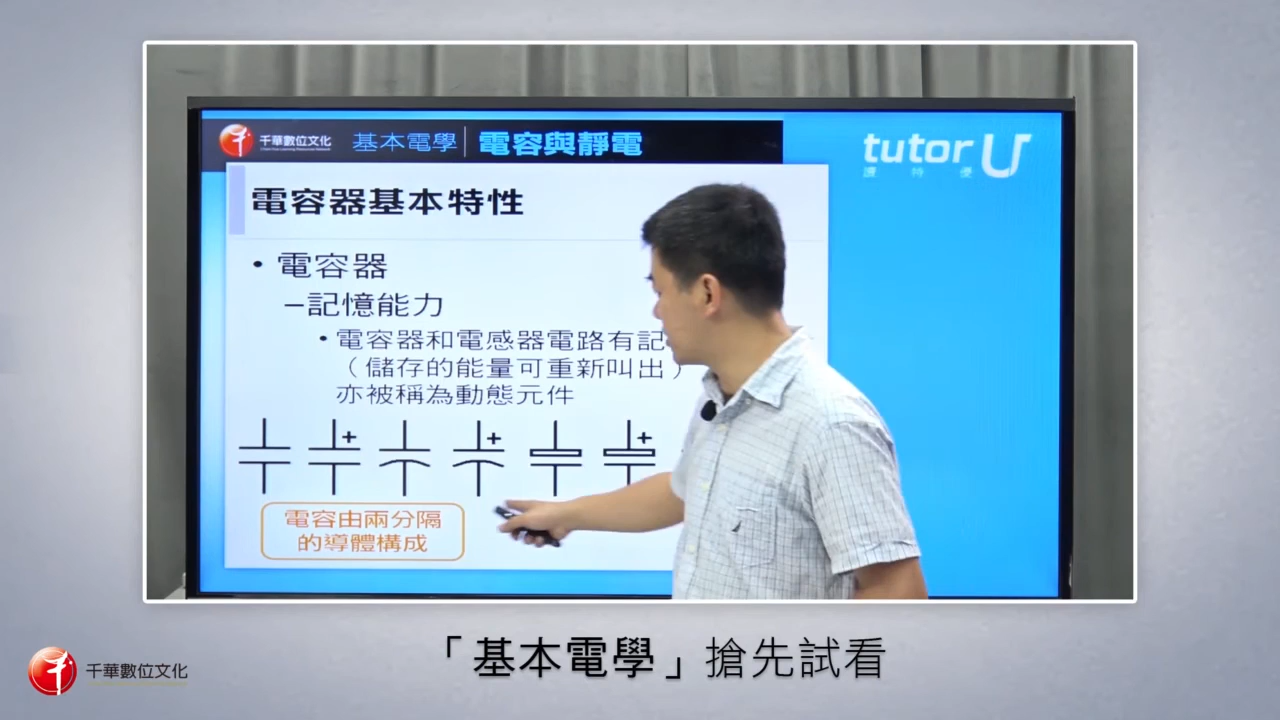 千華數位文化
基本電學
電容與靜電
tutor U
電容器基本特性
• 電容器
–記憶能力
• 電容器和電感器電路有記
（儲存的能量可重新叫出）
亦被稱為動態元件
+ + +
電容由兩分隔
的導體構成
「基本電學」搶先試看
千華數位文化